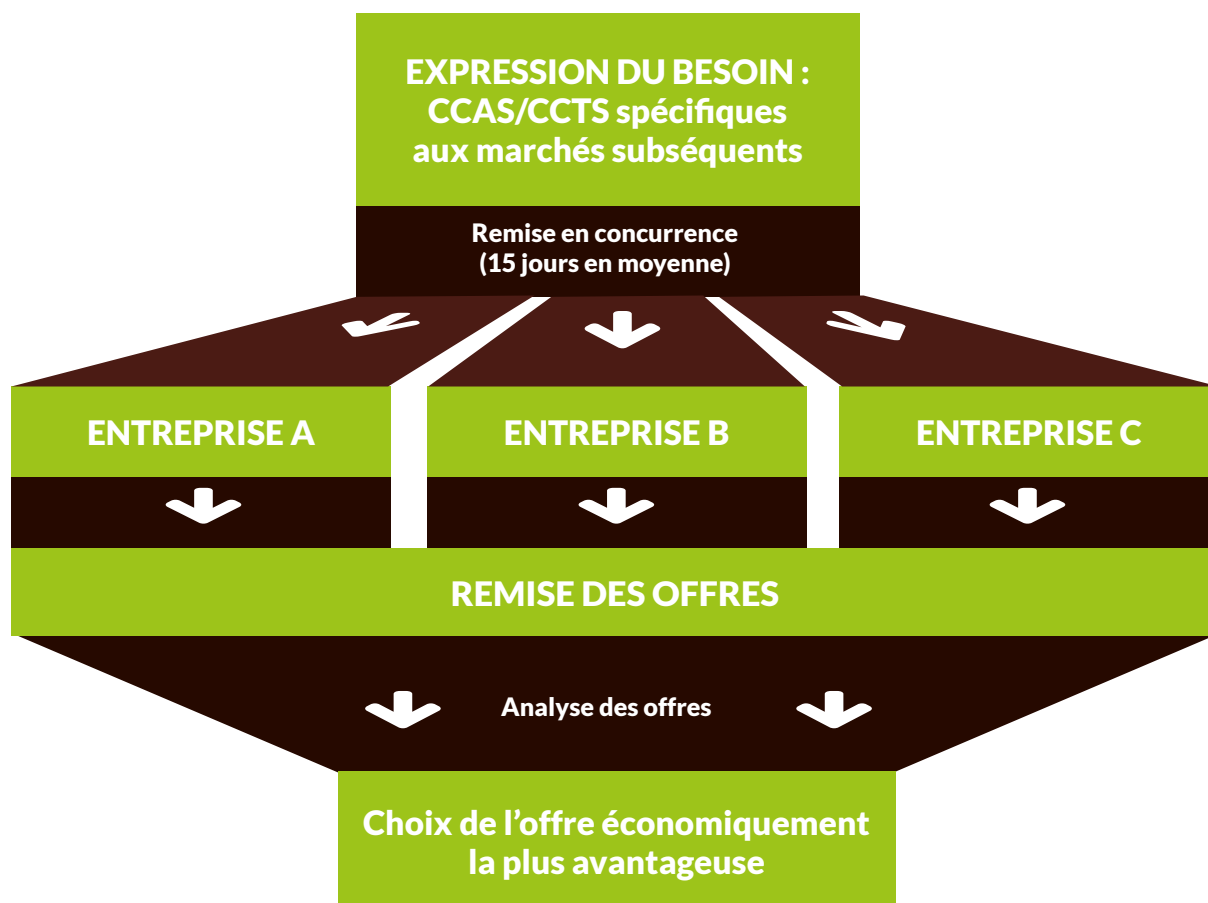 EXPRESSION DU BESOIN :
CCAS/CCTS spécifiques
aux marchés subséquents
Remise en concurrence
(15 jours en moyenne)
ENTREPRISE A
ENTREPRISE B
ENTREPRISE C
REMISE DES OFFRES
Analyse des offres
Choix de l’offre économiquement
la plus avantageuse